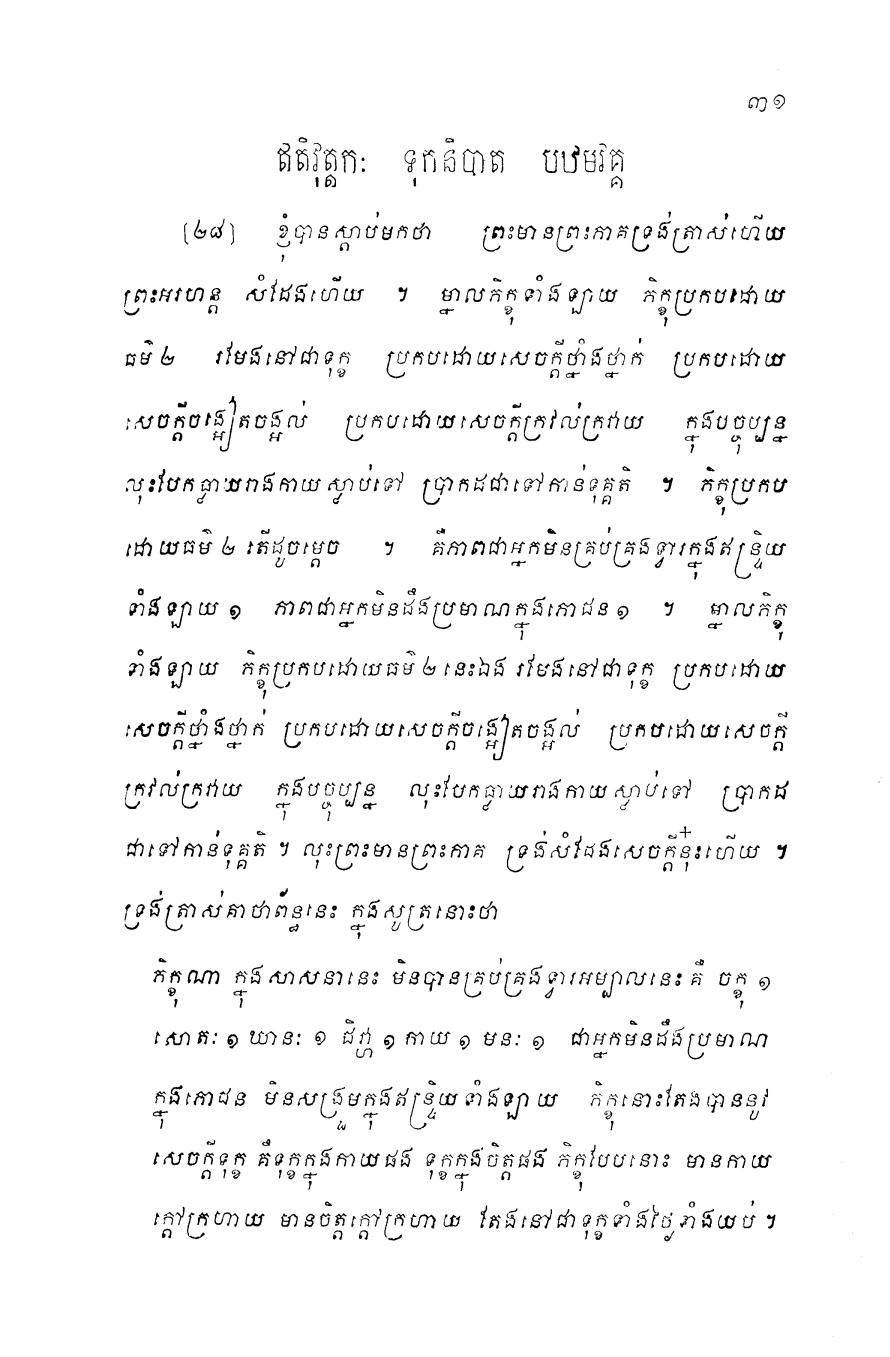 ៣១
ឥតិវុត្តកៈ ទុកនិបាត បឋមវគ្គ
[២៨] ខ្ញុំបានស្តាប់មកថា ព្រះមានព្រះភាគទ្រង់ត្រាស់ហើយ
ព្រះអរហន្ត សំដែងហើយ ។ ម្នាលភិក្ខុទាំងឡាយ ភិក្ខុប្រកបដោយ
ធម៌ ២ រមែងនៅជាទុក្ខ ប្រកបដោយសេចក្តីថ្នាំងថ្នាក់ ប្រកបដោយ
សេចក្តីចង្អៀតចង្អល់ ប្រកបដោយសេចក្តីក្រវល់ក្រវាយ ក្នុងបច្ចុប្បន្ន
លុះបែកធ្លាយរាងកាយស្លាប់ទៅ ប្រាកដជាទៅកាន់ទុគ្គតិ ។ ភិក្ខុប្រកប
ដោយធម៌ ២ តើដូចម្តេច ។ គឺភាពជាអ្នកមិនគ្រប់គ្រងទ្វារក្នុងឥន្ទ្រិយ
ទាំងឡាយ ១ ភាពជាអ្នកមិនដឹងប្រមាណក្នុងភោជន ១ ។ ម្នាលភិក្ខុ
ទាំងឡាយ ភិក្ខុប្រកបដោយធម៌ ២ នេះឯង រមែងនៅជាទុក្ខ ប្រកបដោយ
សេចក្តីថ្នាំងថ្នាក់ ប្រកបដោយសេចក្តីចង្អៀតចង្អល់ ប្រកបដោយសេចក្តី
ក្រវល់ក្រវាយ ក្នុងបច្ចុប្បន្ន លុះបែកធ្លាយរាងកាយស្លាប់ទៅ ប្រាកដ
ជាទៅកាន់ទុគ្គតិ ។ លុះព្រះមានព្រះភាគ ទ្រង់សំដែងសេចក្តីនុ៎ះហើយ ។
ទ្រង់ត្រាស់គាថាព័ន្ធនេះ ក្នុងសូត្រនោះថា
ភិក្ខុណា ក្នុងសាសនានេះ មិនបានគ្រប់គ្រងទ្វារអម្បាលនេះ គឺ ចក្ខុ ១
សោតៈ ១ ឃានៈ ១ ជិវ្ហា ១ កាយ ១ មនៈ ១ ជាអ្នកមិនដឹងប្រមាណ
ក្នុងភោជន មិនសង្រួមក្នុងឥន្ទ្រិយទាំងឡាយ ភិក្ខុនោះតែងបាននូវ
សេចក្តីទុក្ខ គឺទុក្ខក្នុងកាយផង ទុក្ខក្នុងចិត្តផង ភិក្ខុបែបនោះ មានកាយ
ក្តៅក្រហាយ មានចិត្តក្តៅក្រហាយ តែងនៅជាទុក្ខទាំងថ្ងៃទាំងយប់ ។